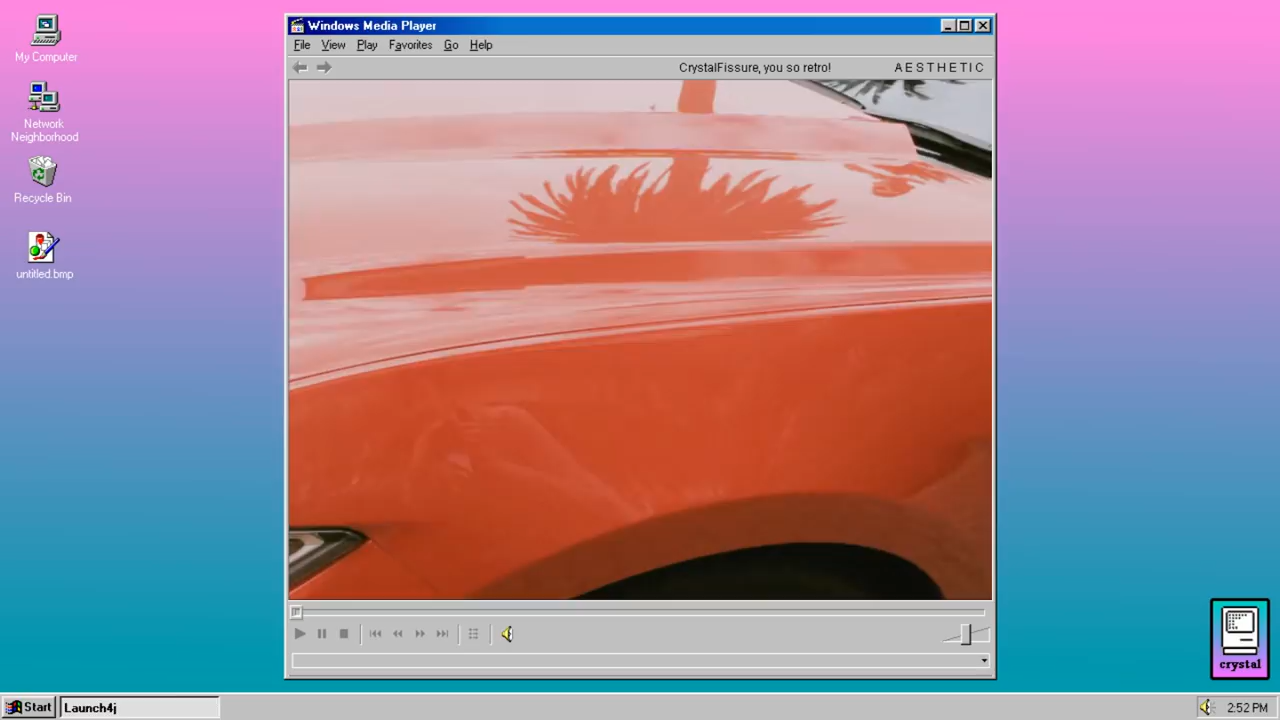 My Computer
Network
Neighborhood
Recycle Bin
untitled.bmp
Windows Media Player
File View Play Favorites Go Help
CrystalFissure, you so retro! AESTHETIC
crystal
Start Launch4j 2:52 PM